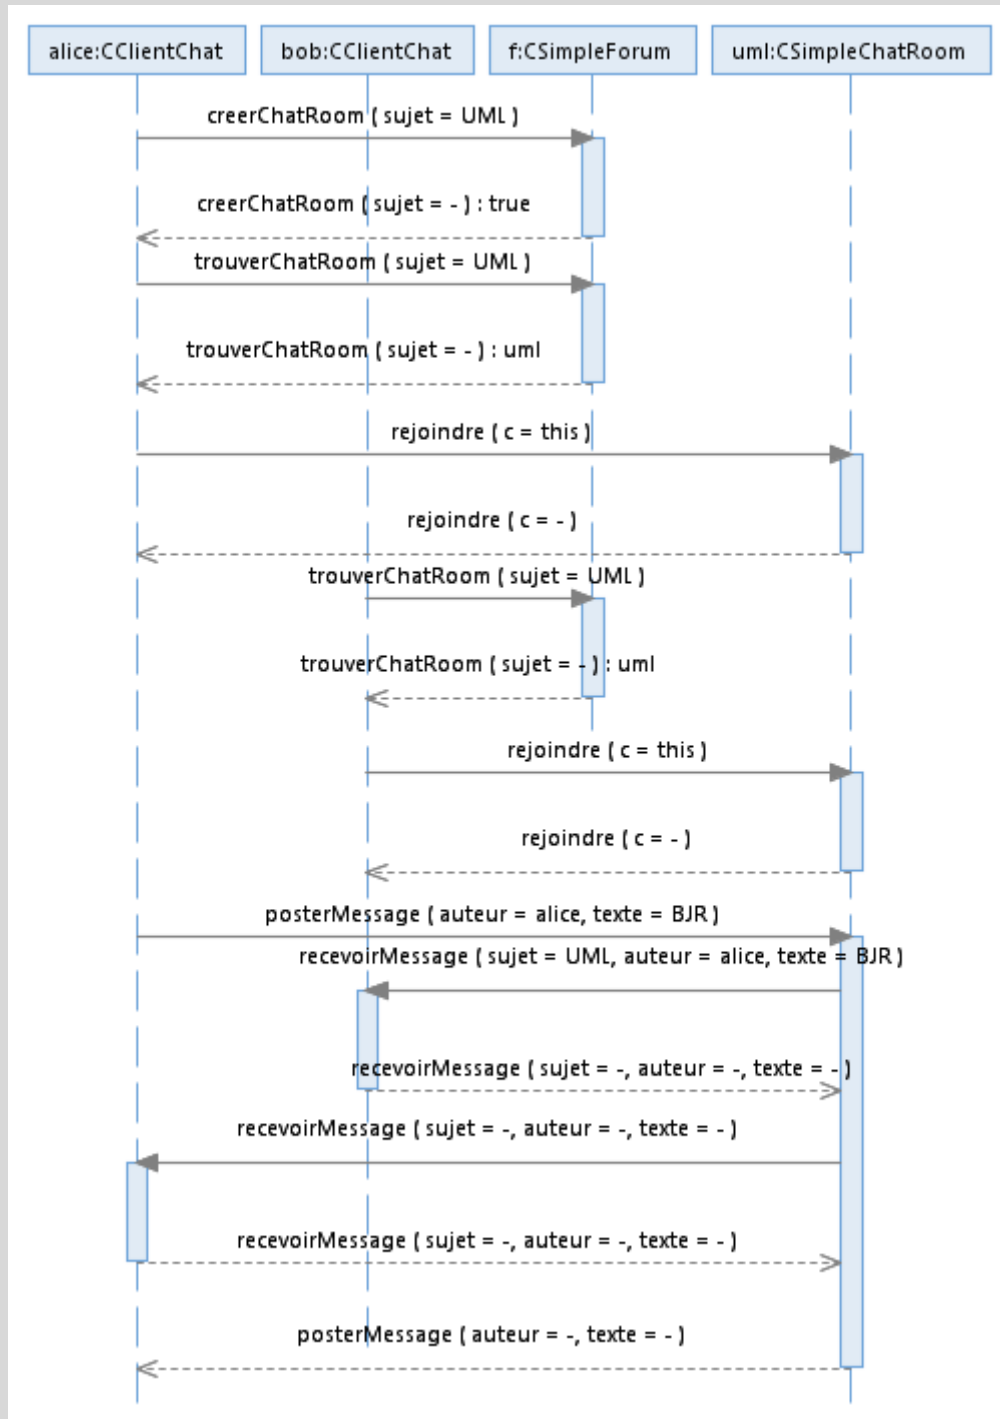 alice:CClientChat
bob:CClientChat
f:CSimpleForum
uml:CSimpleChatRoom
creerChatRoom ( sujet = UML )
creerChatRoom ( sujet = - ) : true
trouverChatRoom ( sujet = UML )
trouverChatRoom ( sujet = - ) : uml
rejoindre ( c = this )
rejoindre ( c = - )
trouverChatRoom ( sujet = UML )
trouverChatRoom ( sujet = - ) : uml
rejoindre ( c = this )
rejoindre ( c = - )
posterMessage ( auteur = alice, texte = BJR )
recevoirMessage ( sujet = UML, auteur = alice, texte = BJR )
recevoirMessage ( sujet = -, auteur = -, texte = - )
recevoirMessage ( sujet = -, auteur = -, texte = - )
recevoirMessage ( sujet = -, auteur = -, texte = - )
posterMessage ( auteur = -, texte = - )